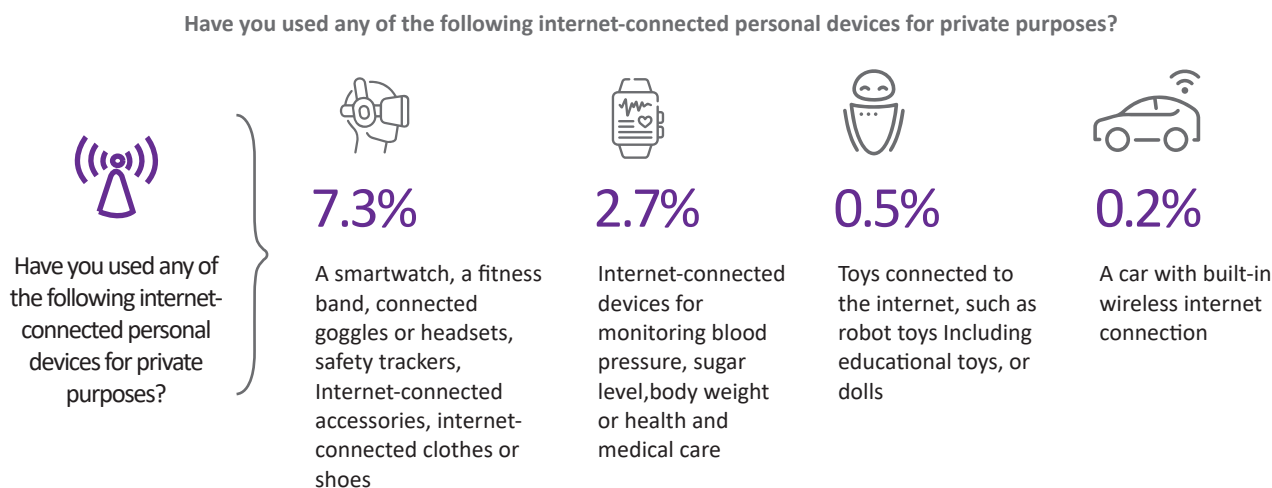 Have you used any of the following internet-connected personal devices for private purposes?
Have you used any of
the following internet-
connected personal
devices for private
purposes?
7.3%
A smartwatch, a fitness
band, connected
goggles or headsets,
safety trackers,
Internet-connected
accessories, internet-
connected clothes or
shoes
2.7%
Internet-connected
devices for
monitoring blood
pressure, sugar
level,body weight
or health and
medical care
0.5%
Toys connected to
the internet, such as
robot toys Including
educational toys, or
dolls
0.2%
A car with built-in
wireless internet
connection